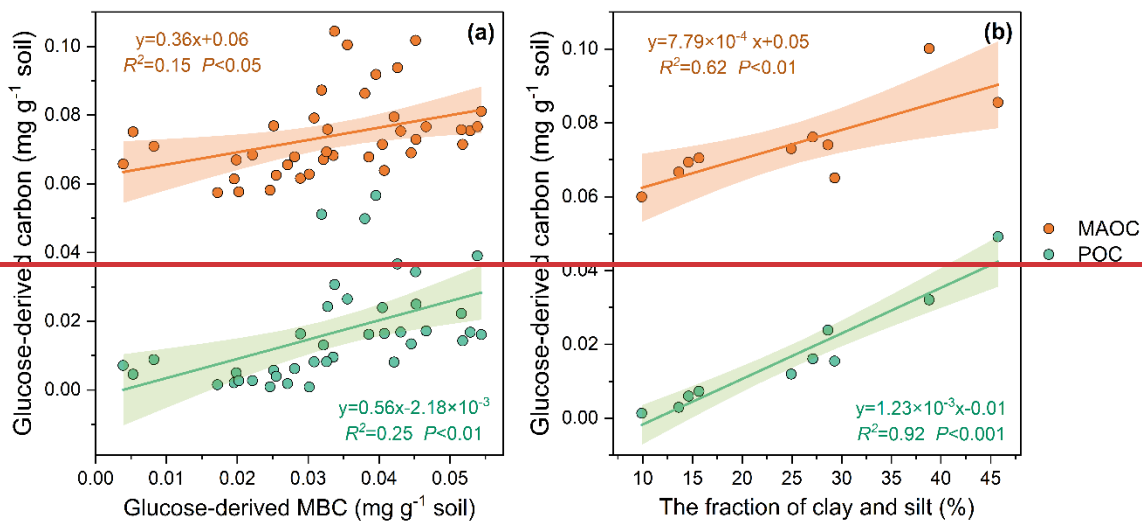 (a)
y=0.36x+0.06
R²=0.15 P<0.05
0.10
0.08
0.06
0.04
0.02
0.00
Glucose-derived carbon (mg g⁻¹ soil)
y=0.56x-2.18×10⁻³
R²=0.25 P<0.01
0.00 0.01 0.02 0.03 0.04 0.05
Glucose-derived MBC (mg g⁻¹ soil)
(b)
y=7.79×10⁻⁴ x+0.05
R²=0.62 P<0.01
0.10
0.08
0.06
0.04
0.02
0.00
Glucose-derived carbon (mg g⁻¹ soil)
y=1.23×10⁻³x-0.01
R²=0.92 P<0.001
10 15 20 25 30 35 40 45
The fraction of clay and silt (%)
MAOC
POC